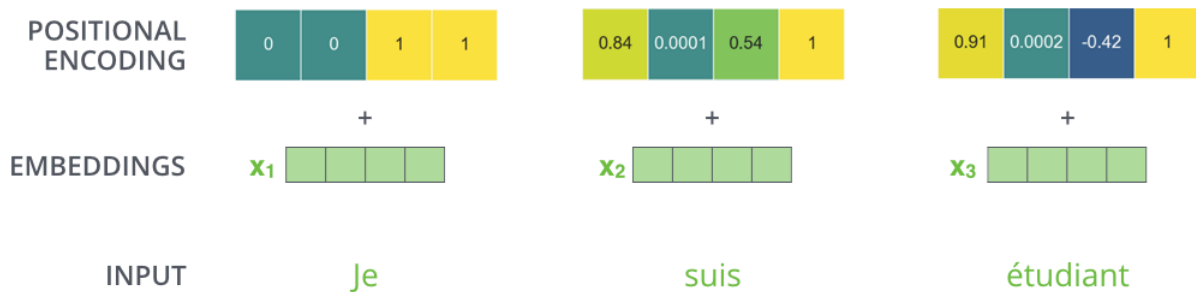 POSITIONAL ENCODING
0 0 1 1
0.84 0.0001 0.54 1
0.91 0.0002 -0.42 1
+ + +
EMBEDDINGS x₁ x₂ x₃
INPUT Je suis étudiant